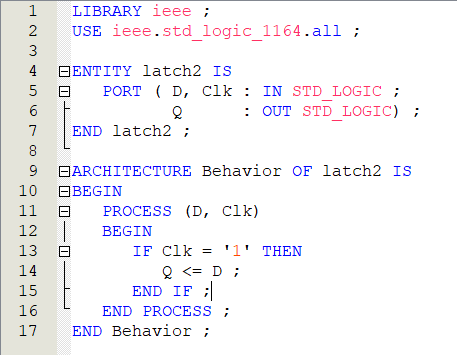 1 LIBRARY ieee ;
2 USE ieee.std_logic_1164.all ;
3
4 ENTITY latch2 IS
5 PORT ( D, Clk : IN STD_LOGIC ;
6 Q : OUT STD_LOGIC) ;
7 END latch2 ;
8
9 ARCHITECTURE Behavior OF latch2 IS
10 BEGIN
11 PROCESS (D, Clk)
12 BEGIN
13 IF Clk = '1' THEN
14 Q <= D ;
15 END IF ;
16 END PROCESS ;
17 END Behavior ;